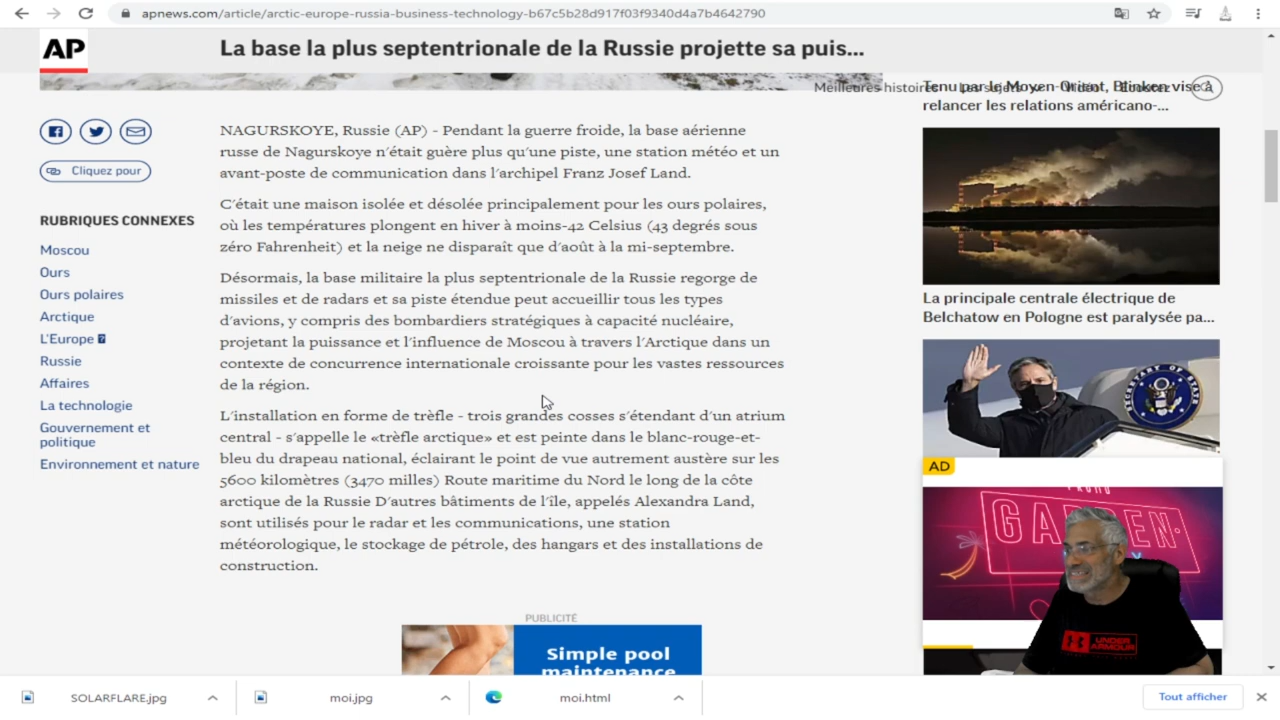 apnews.com/article/arctic-europe-russia-business-technology-b67c5b28d917f03f9340d4a7b4642790
AP
La base la plus septentrionale de la Russie projette sa puis...
Meilleures histoires
Tenu par le Moyen-Orient, Blinken vise à
relancer les relations américano-...
Cliquez pour
RUBRIQUES CONNEXES
Moscou
Ours
Ours polaires
Arctique
L'Europe
Russie
Affaires
La technologie
Gouvernement et
politique
Environnement et nature
NAGURSKOYE, Russie (AP) - Pendant la guerre froide, la base aérienne
russe de Nagurskoye n'était guère plus qu'une piste, une station météo et un
avant-poste de communication dans l'archipel Franz Josef Land.
C'était une maison isolée et désolée principalement pour les ours polaires,
où les températures plongent en hiver à moins-42 Celsius (43 degrés sous
zéro Fahrenheit) et la neige ne disparaît que d'août à la mi-septembre.
Désormais, la base militaire la plus septentrionale de la Russie regorge de
missiles et de radars et sa piste étendue peut accueillir tous les types
d'avions, y compris des bombardiers stratégiques à capacité nucléaire,
projetant la puissance et l'influence de Moscou à travers l'Arctique dans un
contexte de concurrence internationale croissante pour les vastes ressources
de la région.
L'installation en forme de trèfle - trois grandes cosses s'étendant d'un atrium
central - s'appelle le «trèfle arctique» et est peinte dans le blanc-rouge-et-
bleu du drapeau national, éclairant le point de vue autrement austère sur les
5600 kilomètres (3470 milles) Route maritime du Nord le long de la côte
arctique de la Russie D'autres bâtiments de l'île, appelés Alexandra Land,
sont utilisés pour le radar et les communications, une station
météorologique, le stockage de pétrole, des hangars et des installations de
construction.
PUBLICITÉ
Simple pool
maintenance
La principale centrale électrique de
Belchatow en Pologne est paralysée pa...
SECRETARY OF STATE
AD
GARDEN
UNDER
ARMOUR
SOLARFLARE.jpg
moi.jpg
moi.html
Tout afficher